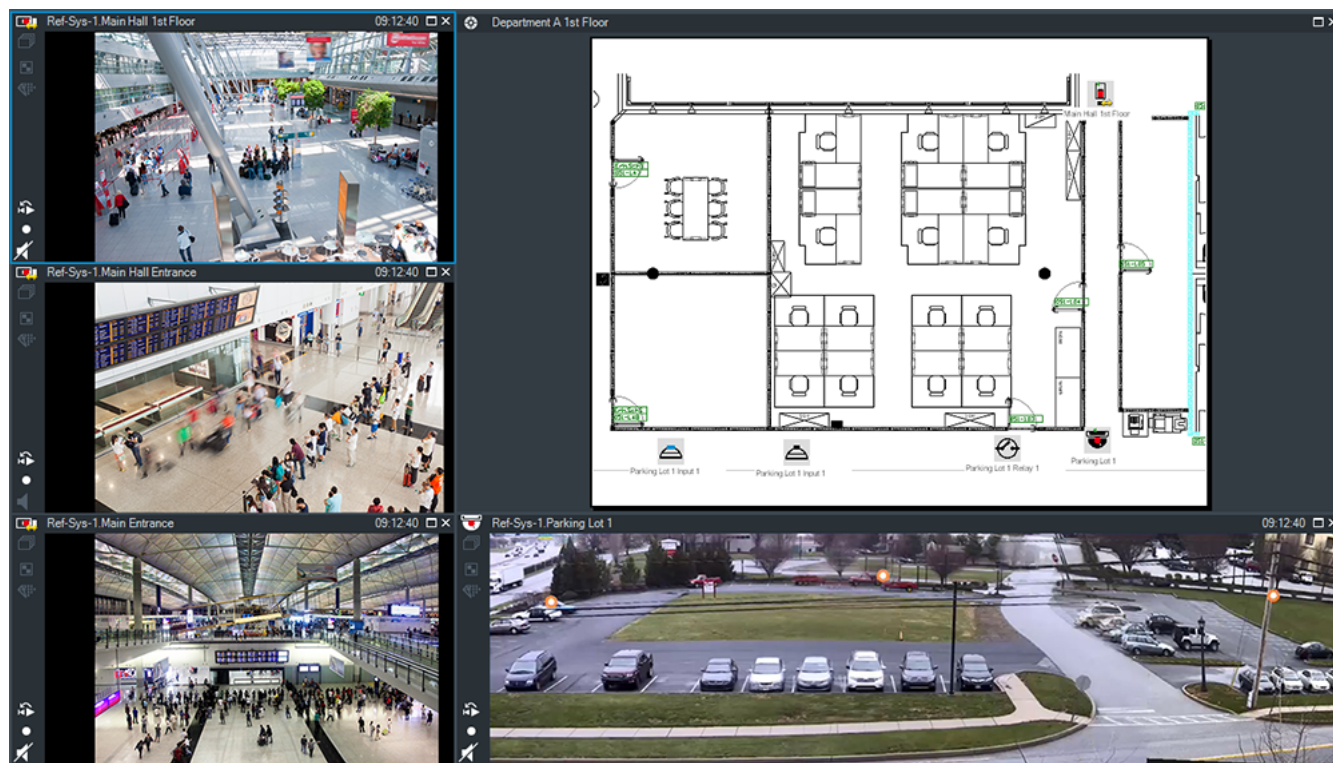 Ref-Sys-1.Main Hall 1st Floor 09:12:40
Department A 1st Floor
Main Hall 1st Floor
Ref-Sys-1.Main Hall Entrance 09:12:40
Parking Lot 1 Input 1
Parking Lot 1 Input 1
Parking Lot 1 Relay 1
Parking Lot 1
Ref-Sys-1.Main Entrance 09:12:40
Ref-Sys-1.Parking Lot 1 09:12:40